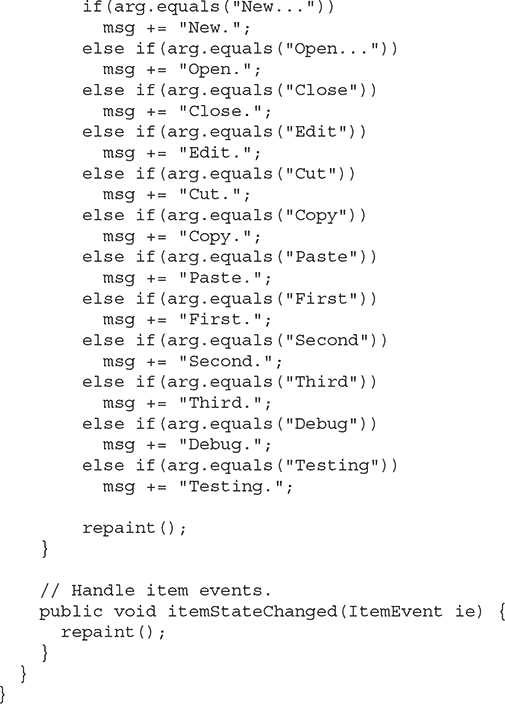 if(arg.equals("New..."))
          msg += "New.";
        else if(arg.equals("Open..."))
          msg += "Open.";
        else if(arg.equals("Close"))
          msg += "Close.";
        else if(arg.equals("Edit"))
          msg += "Edit.";
        else if(arg.equals("Cut"))
          msg += "Cut.";
        else if(arg.equals("Copy"))
          msg += "Copy.";
        else if(arg.equals("Paste"))
          msg += "Paste.";
        else if(arg.equals("First"))
          msg += "First.";
        else if(arg.equals("Second"))
          msg += "Second.";
        else if(arg.equals("Third"))
          msg += "Third.";
        else if(arg.equals("Debug"))
          msg += "Debug.";
        else if(arg.equals("Testing"))
          msg += "Testing.";

        repaint();
    }

    // Handle item events.
    public void itemStateChanged(ItemEvent ie) {
      repaint();
    }
  }
}